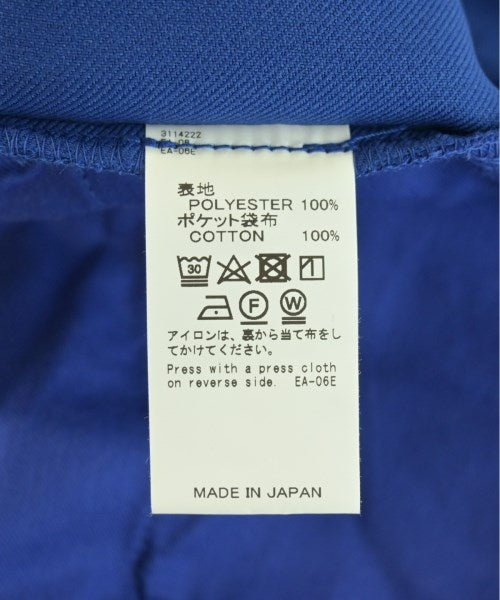 3114222
EA-06E
表地
POLYESTER 100%
ポケット袋布
COTTON 100%
30
F W
アイロンは、裏から当て布をし
てかけてください。
Press with a press cloth
on reverse side. EA-06E
MADE IN JAPAN